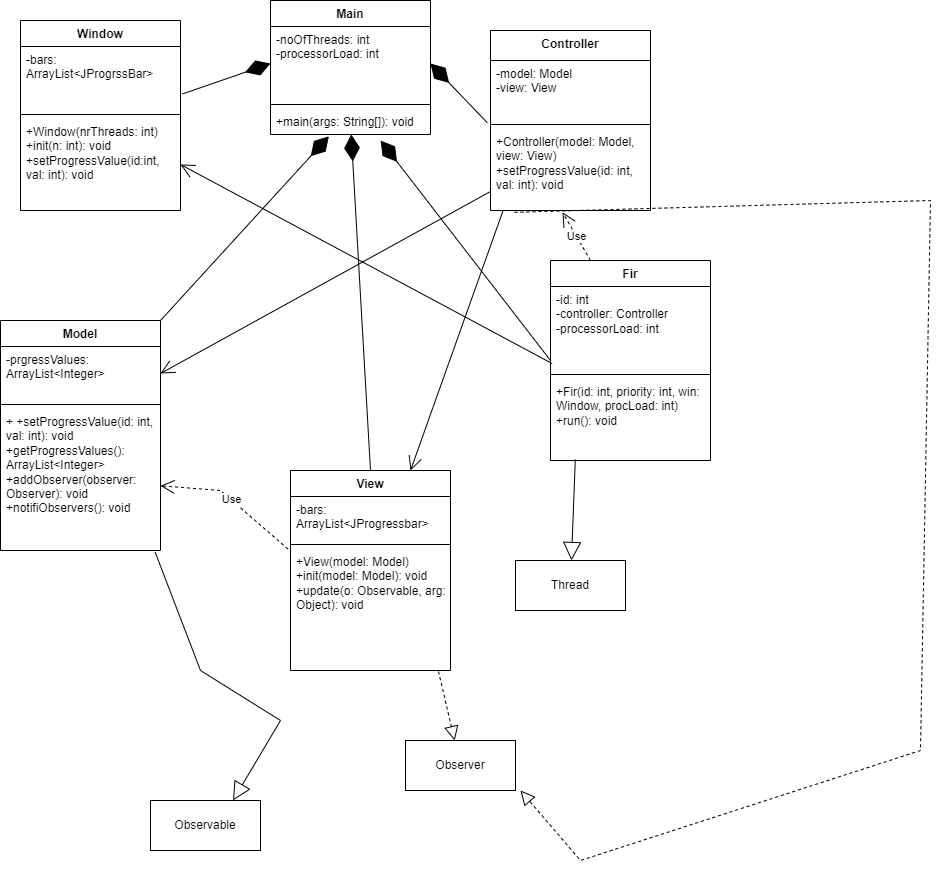 Main
-noOfThreads: int
-processorLoad: int
+main(args: String[]): void
Window
-bars:
ArrayList<JProgrssBar>
+Window(nrThreads: int)
+init(n: int): void
+setProgressValue(id:int,
val: int): void
Controller
-model: Model
-view: View
+Controller(model: Model,
view: View)
+setProgressValue(id: int,
val: int): void
Use
Fir
-id: int
-controller: Controller
-processorLoad: int
+Fir(id: int, priority: int, win:
Window, procLoad: int)
+run(): void
Model
-prgressValues:
ArrayList<Integer>
+ +setProgressValue(id: int,
val: int): void
+getProgressValues():
ArrayList<Integer>
+addObserver(observer:
Observer): void
+notifiObservers(): void
Use
View
-bars:
ArrayList<JProgressbar>
+View(model: Model)
+init(model: Model): void
+update(o: Observable, arg:
Object): void
Thread
Observer
Observable